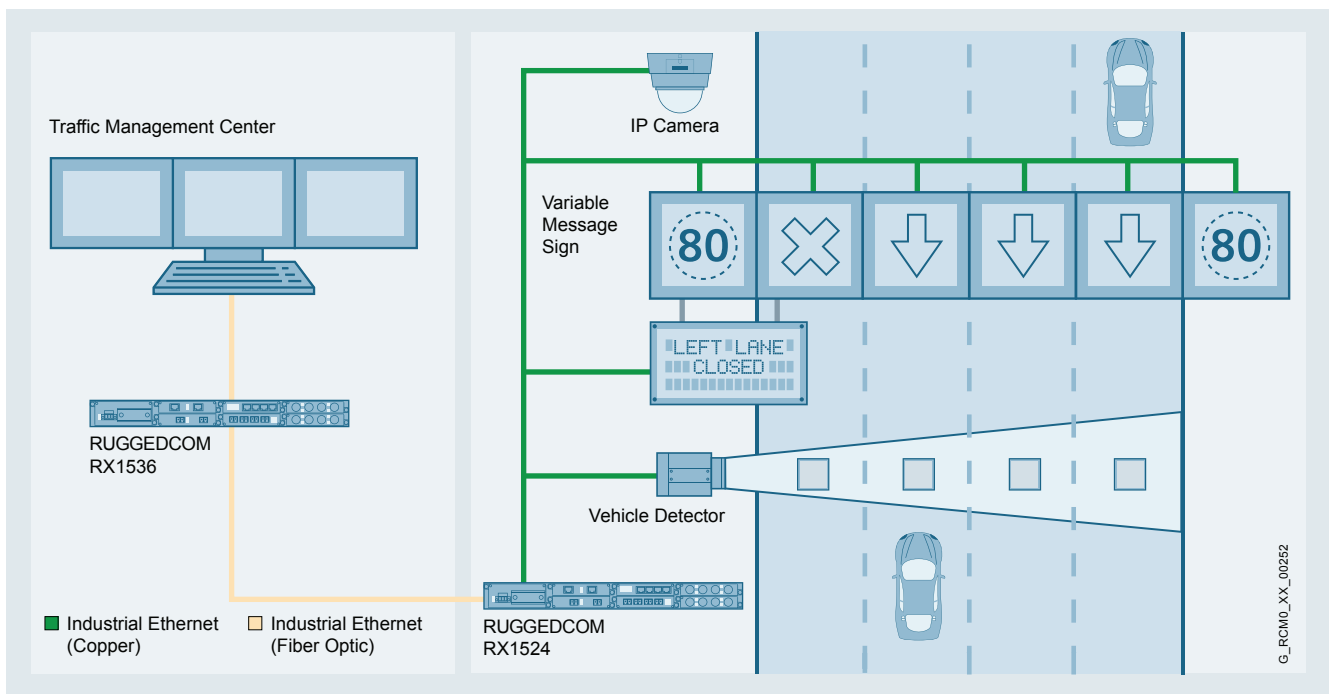 Traffic Management Center
RUGGEDCOM
RX1536
Industrial Ethernet
(Copper)
Industrial Ethernet
(Fiber Optic)
IP Camera
Variable
Message
Sign
80
80
LEFT LANE
CLOSED
Vehicle Detector
RUGGEDCOM
RX1524
G_RCM0_XX_00252